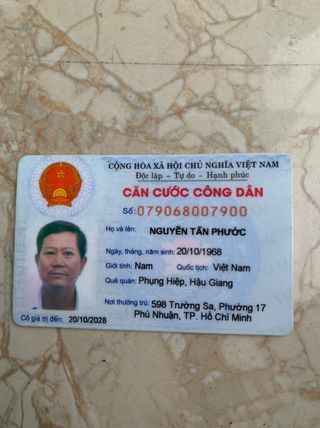 CỘNG HÒA XÃ HỘI CHỦ NGHĨA VIỆT NAM
Độc lập - Tự do - Hạnh phúc
CĂN CƯỚC CÔNG DÂN
Số: 079068007900
Họ và tên: NGUYỄN TẤN PHƯỚC
Ngày, tháng, năm sinh: 20/10/1968
Giới tính: Nam Quốc tịch: Việt Nam
Quê quán: Phụng Hiệp, Hậu Giang
Nơi thường trú: 598 Trường Sa, Phường 17
Phú Nhuận, TP. Hồ Chí Minh
Có giá trị đến: 20/10/2028